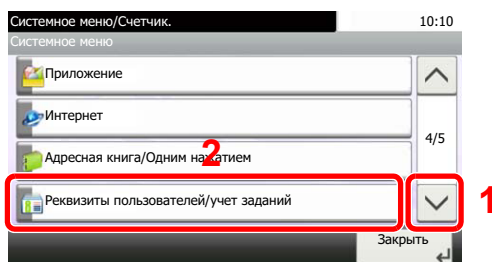 Системное меню/Счетчик. 10:10
Системное меню
Приложение
Интернет
4/5
2
Адресная книга/Одним нажатием
Реквизиты пользователей/учет заданий
1
Закрыть